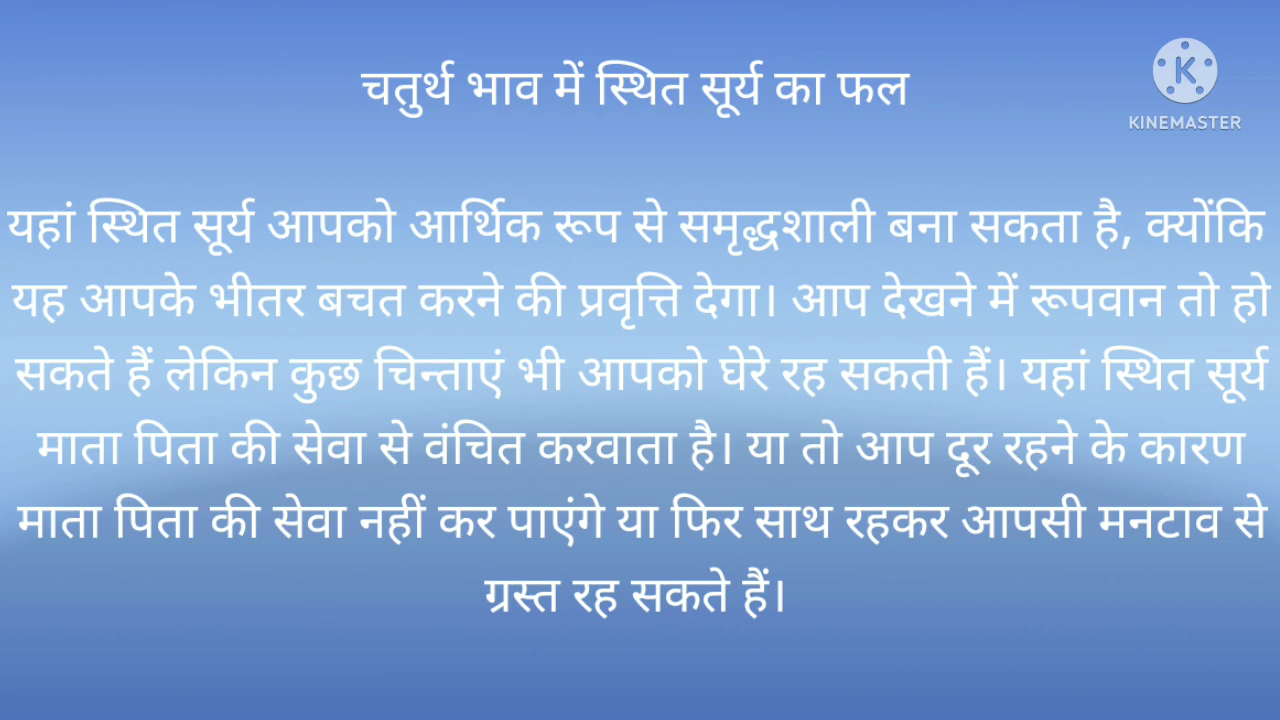 चतुर्थ भाव में स्थित सूर्य का फल
KINEMASTER
यहां स्थित सूर्य आपको आर्थिक रूप से समृद्धशाली बना सकता है, क्योंकि
यह आपके भीतर बचत करने की प्रवृत्ति देगा। आप देखने में रूपवान तो हो
सकते हैं लेकिन कुछ चिन्ताएं भी आपको घेरे रह सकती हैं। यहां स्थित सूर्य
माता पिता की सेवा से वंचित करवाता है। या तो आप दूर रहने के कारण
माता पिता की सेवा नहीं कर पाएंगे या फिर साथ रहकर आपसी मनटाव से
ग्रस्त रह सकते हैं।